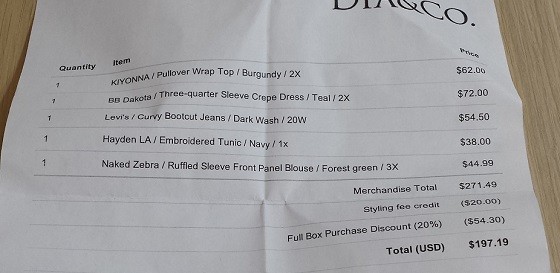 DIA&CO.
Quantity Item Price
1 KIYONNA / Pullover Wrap Top / Burgundy / 2X $62.00
1 BB Dakota / Three-quarter Sleeve Crepe Dress / Teal / 2X $72.00
1 Levi's / Curvy Bootcut Jeans / Dark Wash / 20W $54.50
1 Hayden LA / Embroidered Tunic / Navy / 1x $38.00
1 Naked Zebra / Ruffled Sleeve Front Panel Blouse / Forest green / 3X $44.99
Merchandise Total $271.49
Styling fee credit ($20.00)
Full Box Purchase Discount (20%) ($54.30)
Total (USD) $197.19